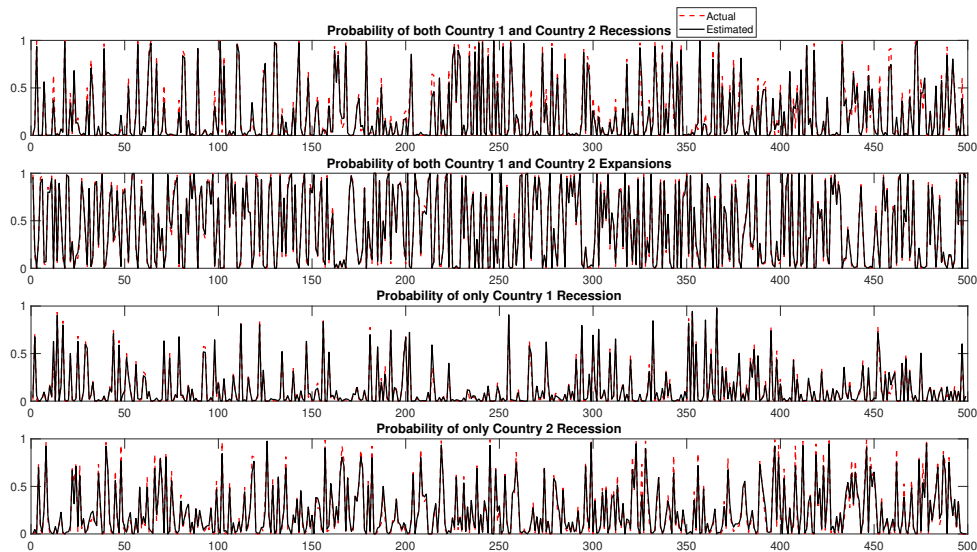 Actual
Estimated
Probability of both Country 1 and Country 2 Recessions
1
0.5
0
0 50 100 150 200 250 300 350 400 450 500
Probability of both Country 1 and Country 2 Expansions
1
0.5
0
0 50 100 150 200 250 300 350 400 450 500
Probability of only Country 1 Recession
1
0.5
0
0 50 100 150 200 250 300 350 400 450 500
Probability of only Country 2 Recession
1
0.5
0
0 50 100 150 200 250 300 350 400 450 500